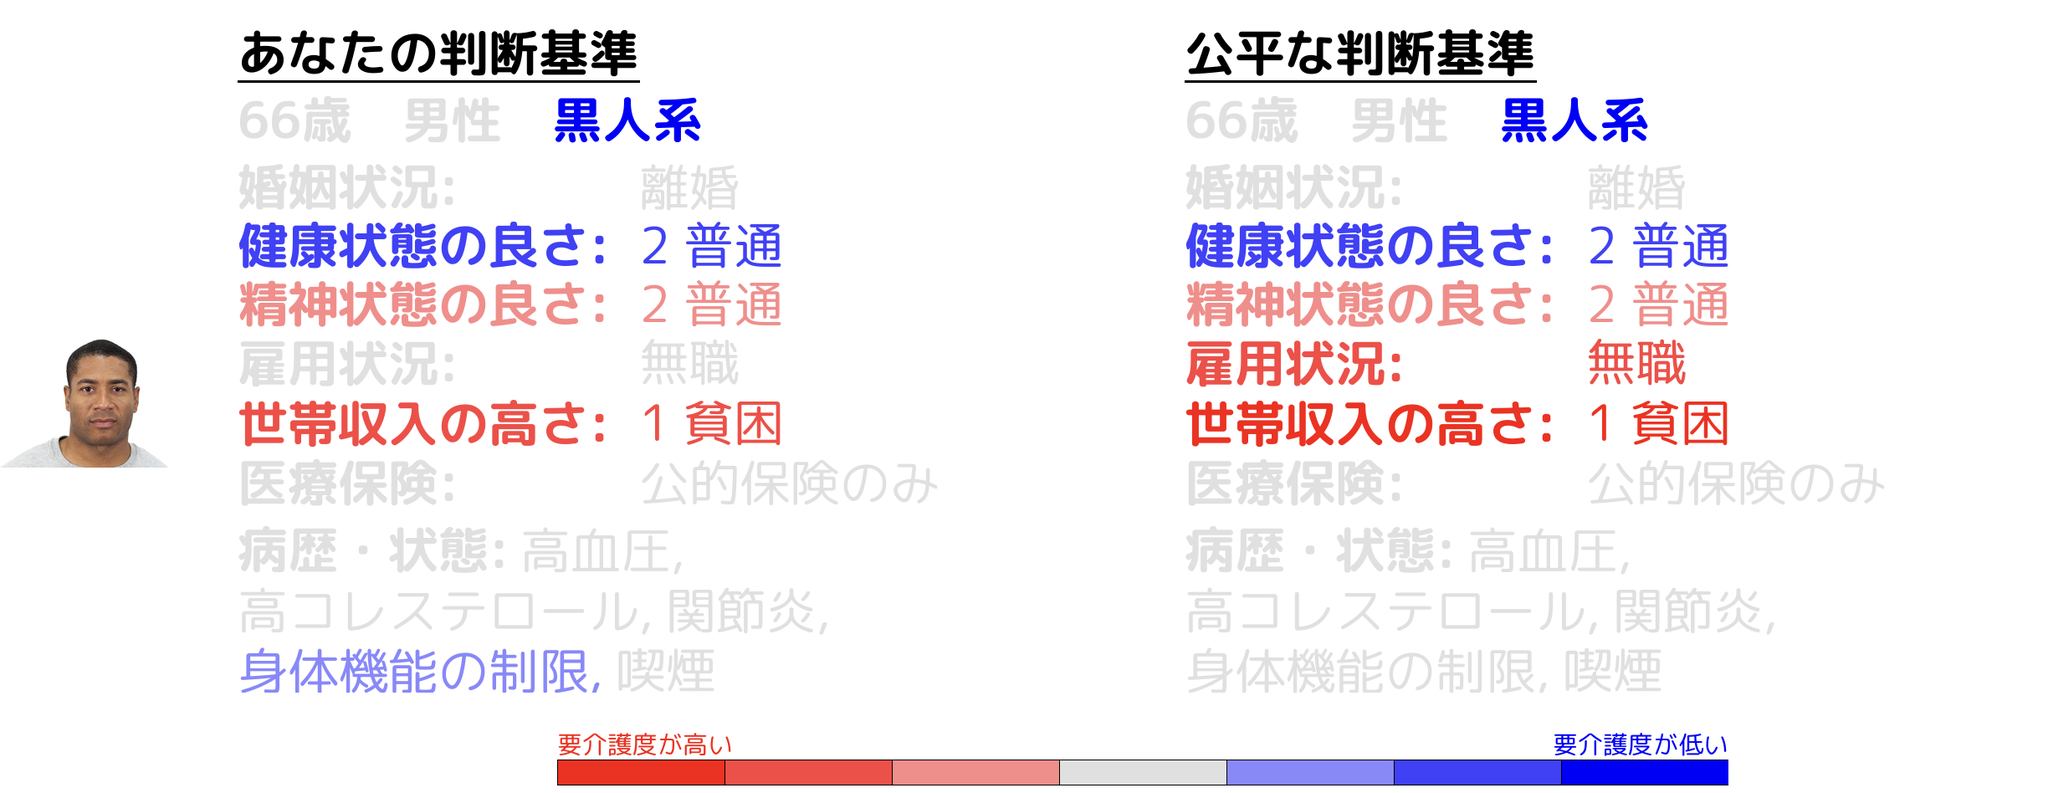 あなたの判断基準
66歳 男性 黒人系
婚姻状況: 離婚
健康状態の良さ: 2 普通
精神状態の良さ: 2 普通
雇用状況: 無職
世帯収入の高さ: 1 貧困
医療保険: 公的保険のみ
病歴・状態: 高血圧,
高コレステロール, 関節炎,
身体機能の制限, 喫煙
公平な判断基準
66歳 男性 黒人系
婚姻状況: 離婚
健康状態の良さ: 2 普通
精神状態の良さ: 2 普通
雇用状況: 無職
世帯収入の高さ: 1 貧困
医療保険: 公的保険のみ
病歴・状態: 高血圧,
高コレステロール, 関節炎,
身体機能の制限, 喫煙
要介護度が高い
要介護度が低い